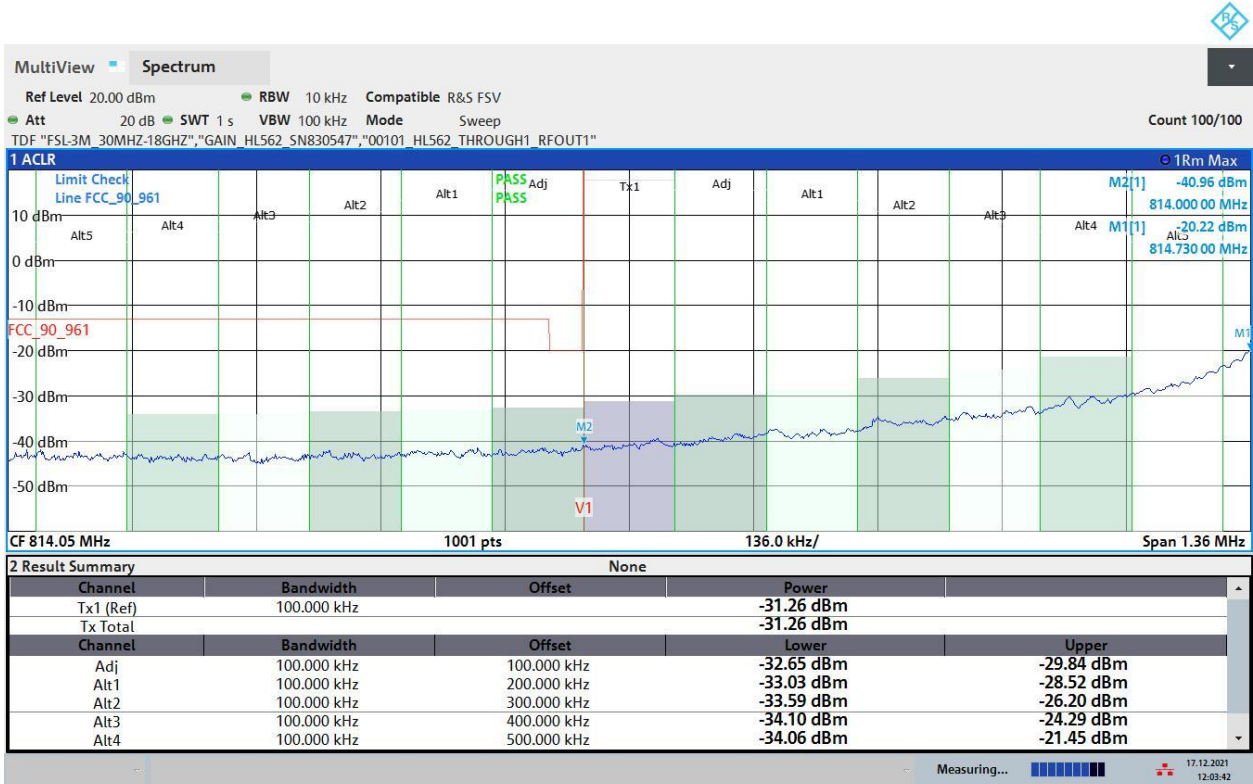 R&S
MultiView Spectrum
Ref Level 20.00 dBm RBW 10 kHz Compatible R&S FSV
Att 20 dB SWT 1 s VBW 100 kHz Mode Sweep Count 100/100
TDF "FSL-3M_30MHZ-18GHZ","GAIN_HL562_SN830547","00101_HL562_THROUGH1_RFOUT1"
1 ACLR 1Rm Max
Limit Check PASS
Line FCC_90_961 PASS
M2[1] -40.96 dBm
814.000 00 MHz
M1[1] -20.22 dBm
814.730 00 MHz
Alt5 Alt4 Alt3 Alt2 Alt1 Adj Tx1 Adj Alt1 Alt2 Alt3 Alt4 Alt5
10 dBm
0 dBm
-10 dBm
FCC_90_961
M1
-20 dBm
-30 dBm
M2
-40 dBm
-50 dBm
V1
CF 814.05 MHz 1001 pts 136.0 kHz/ Span 1.36 MHz
2 Result Summary None
Channel Bandwidth Offset Power
Tx1 (Ref) 100.000 kHz -31.26 dBm
Tx Total -31.26 dBm
Channel Bandwidth Offset Lower Upper
Adj 100.000 kHz 100.000 kHz -32.65 dBm -29.84 dBm
Alt1 100.000 kHz 200.000 kHz -33.03 dBm -28.52 dBm
Alt2 100.000 kHz 300.000 kHz -33.59 dBm -26.20 dBm
Alt3 100.000 kHz 400.000 kHz -34.10 dBm -24.29 dBm
Alt4 100.000 kHz 500.000 kHz -34.06 dBm -21.45 dBm
Measuring... 17.12.2021
12:03:42